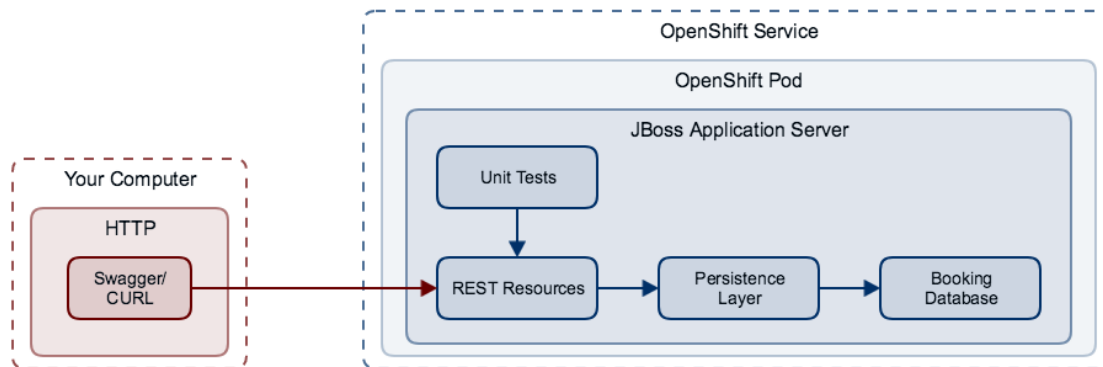 OpenShift Service
OpenShift Pod
JBoss Application Server
Unit Tests
Your Computer
HTTP
Swagger/
CURL
REST Resources
Persistence
Layer
Booking
Database